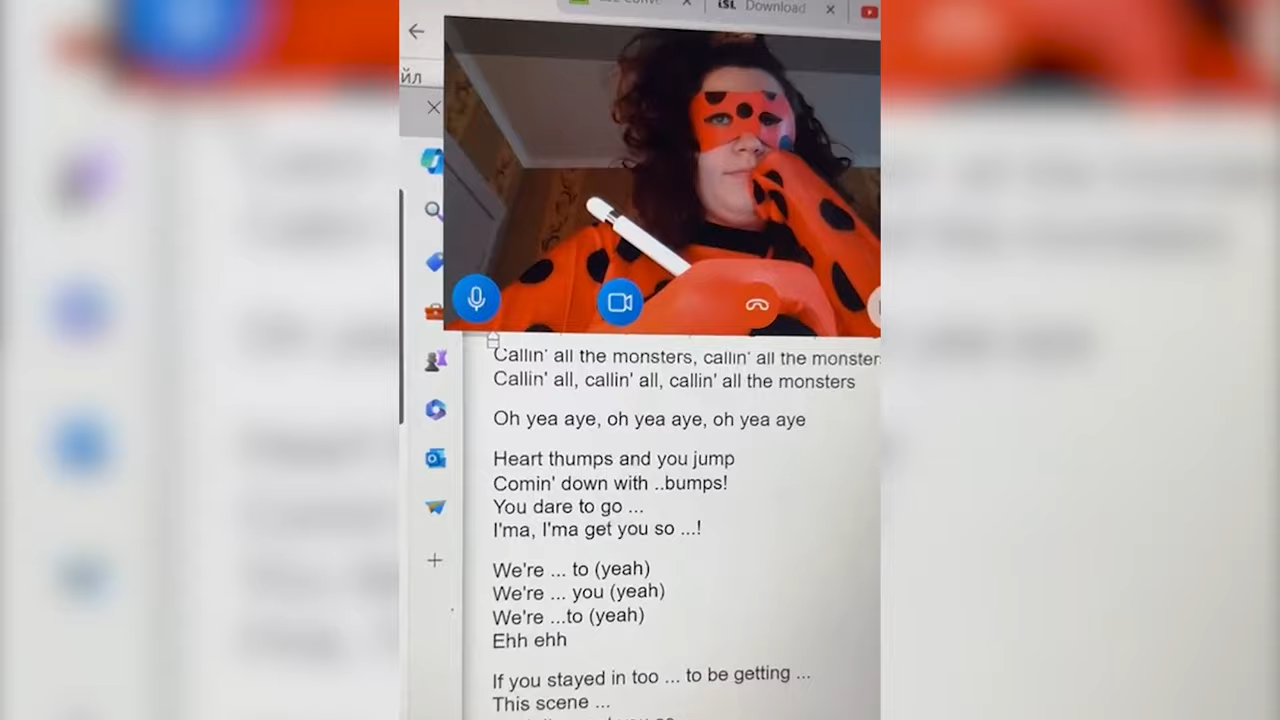 ISL Download
йл
Callin' all the monsters, callin' all the monster
Callin' all, callin' all, callin' all the monsters
Oh yea aye, oh yea aye, oh yea aye
Heart thumps and you jump
Comin' down with ..bumps!
You dare to go ...
I'ma, I'ma get you so ...!
We're ... to (yeah)
We're ... you (yeah)
We're ...to (yeah)
Ehh ehh
If you stayed in too ... to be getting ...
This scene ...